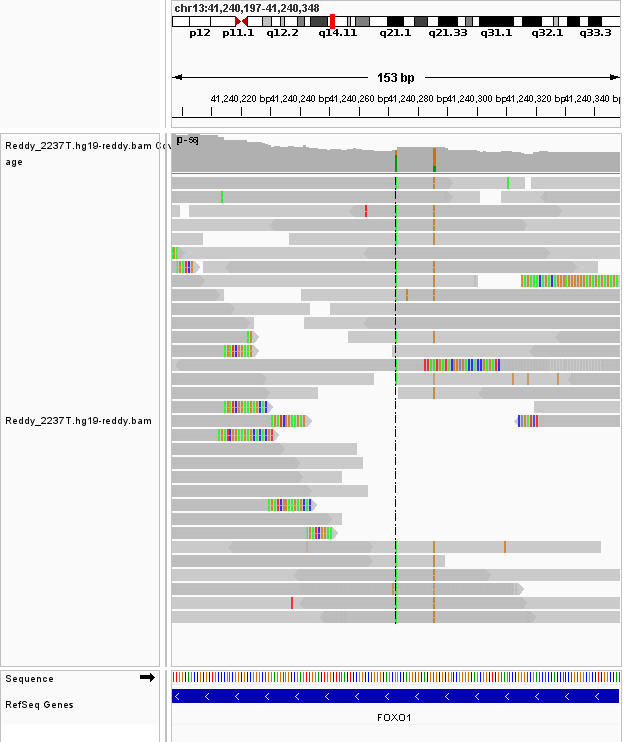 chr13:41,240,197-41,240,348
p12 p11.1 q12.2 q14.11 q21.1 q21.33 q31.1 q32.1 q33.3
153 bp
41,240,220 bp 41,240,240 bp 41,240,260 bp 41,240,280 bp 41,240,300 bp 41,240,320 bp 41,240,340 bp
[0-56]
Reddy_2237T.hg19-reddy.bam Cov
age
Reddy_2237T.hg19-reddy.bam
Sequence
RefSeq Genes
FOXO1